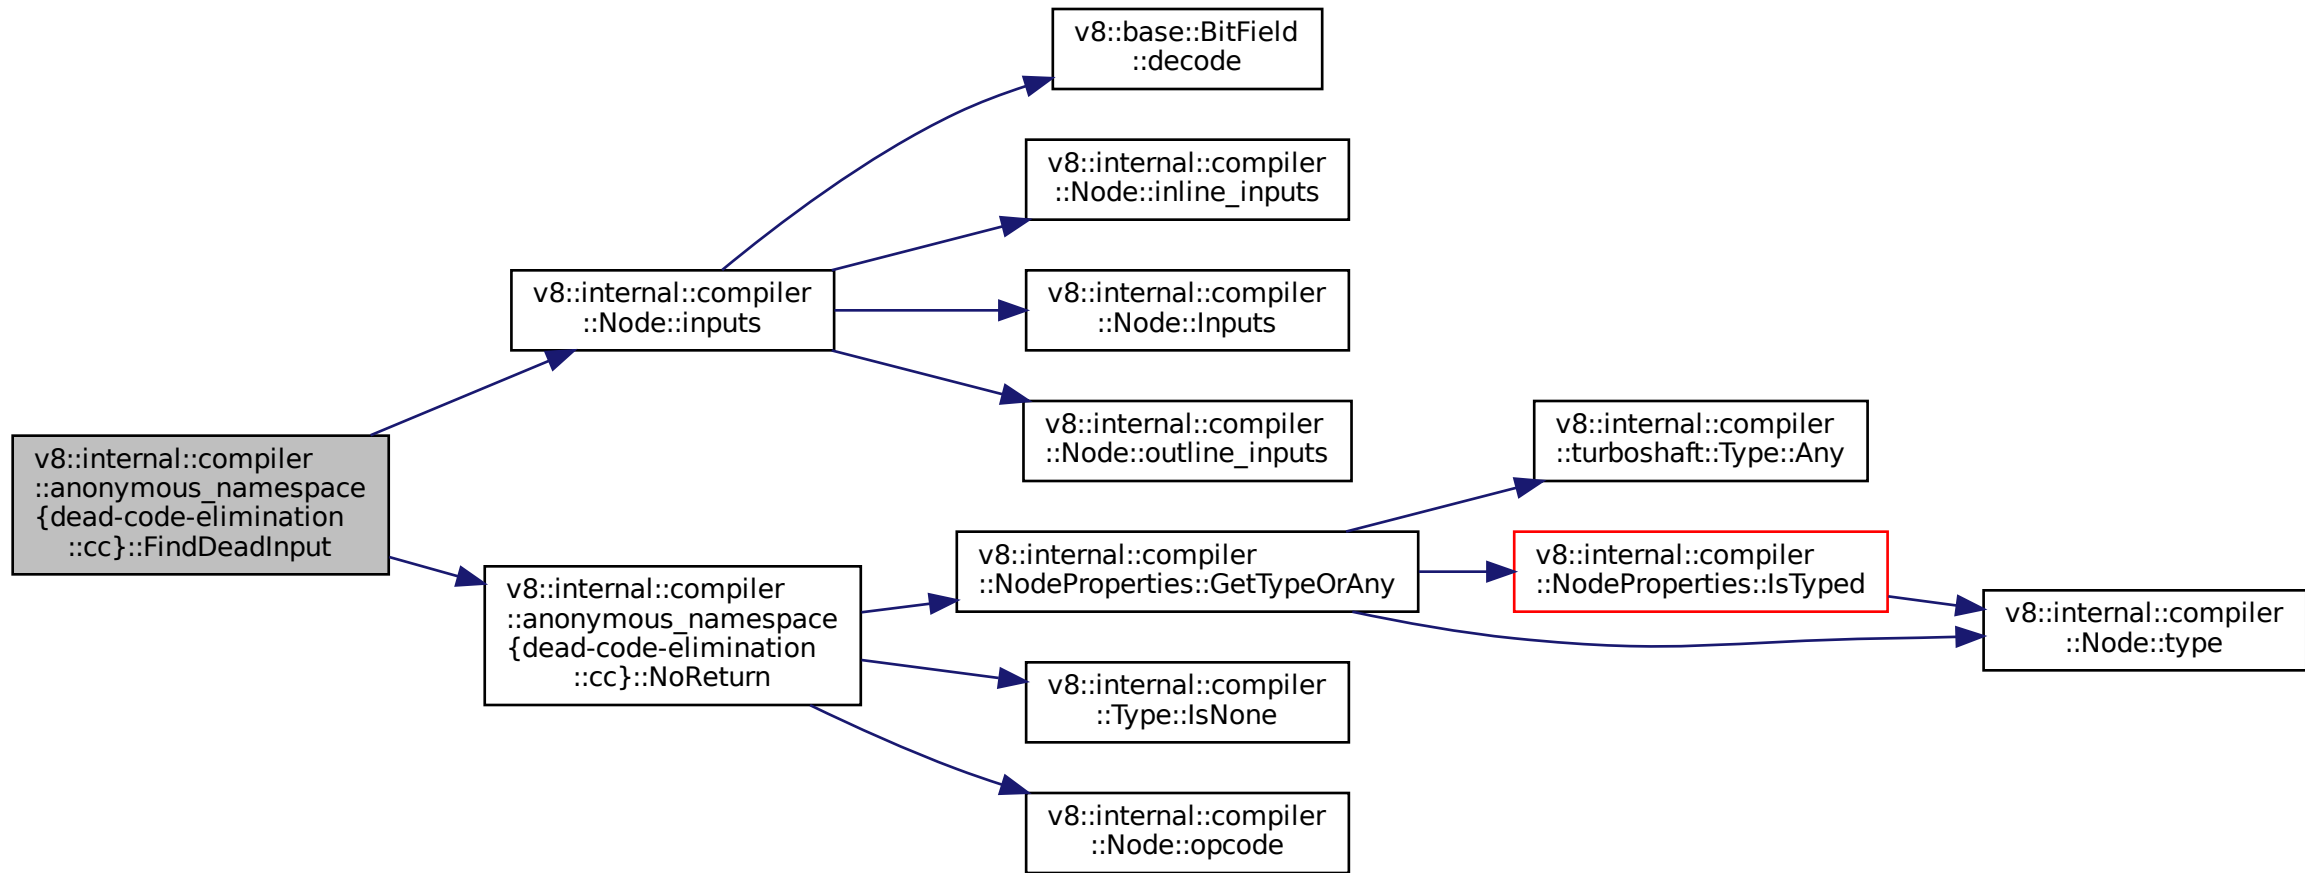 v8::base::BitField
::decode
v8::internal::compiler
::Node::inline_inputs
v8::internal::compiler
::Node::inputs
v8::internal::compiler
::Node::Inputs
v8::internal::compiler
::Node::outline_inputs
v8::internal::compiler
::anonymous_namespace
{dead-code-elimination
::cc}::FindDeadInput
v8::internal::compiler
::turboshaft::Type::Any
v8::internal::compiler
::NodeProperties::GetTypeOrAny
v8::internal::compiler
::NodeProperties::IsTyped
v8::internal::compiler
::anonymous_namespace
{dead-code-elimination
::cc}::NoReturn
v8::internal::compiler
::Node::type
v8::internal::compiler
::Type::IsNone
v8::internal::compiler
::Node::opcode